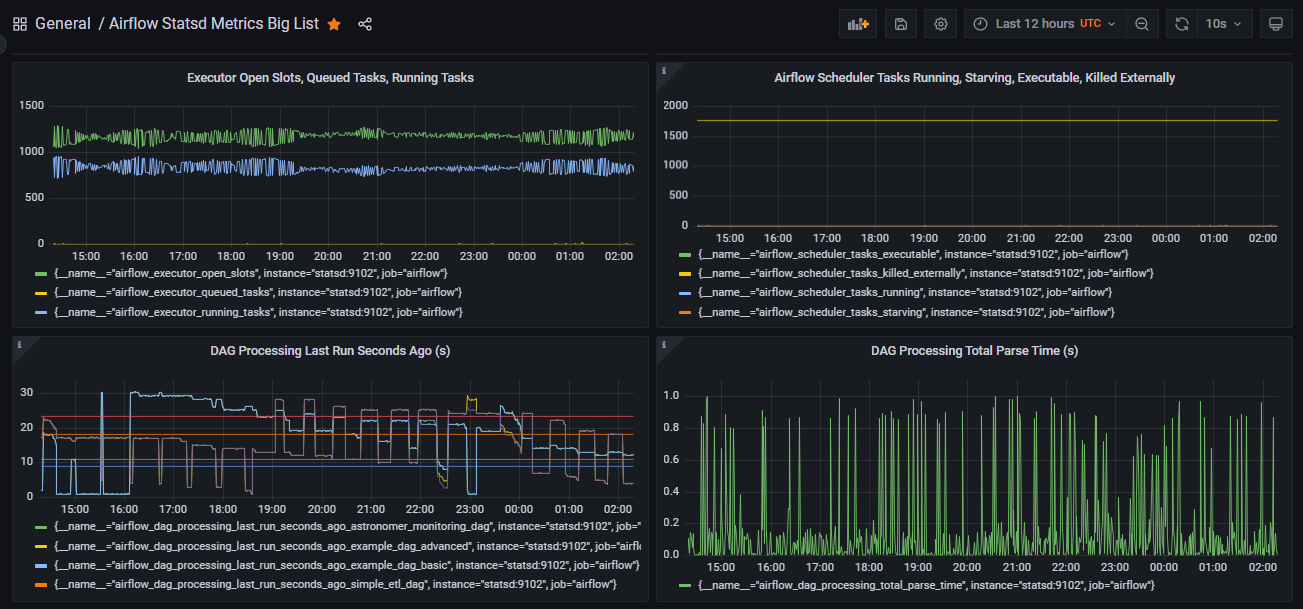 General / Airflow Statsd Metrics Big List
Last 12 hours UTC
10s
Executor Open Slots, Queued Tasks, Running Tasks
1500
1000
500
0
15:00 16:00 17:00 18:00 19:00 20:00 21:00 22:00 23:00 00:00 01:00 02:00
{__name__="airflow_executor_open_slots", instance="statsd:9102", job="airflow"}
{__name__="airflow_executor_queued_tasks", instance="statsd:9102", job="airflow"}
{__name__="airflow_executor_running_tasks", instance="statsd:9102", job="airflow"}
i
Airflow Scheduler Tasks Running, Starving, Executable, Killed Externally
2000
1500
1000
500
0
15:00 16:00 17:00 18:00 19:00 20:00 21:00 22:00 23:00 00:00 01:00 02:00
{__name__="airflow_scheduler_tasks_executable", instance="statsd:9102", job="airflow"}
{__name__="airflow_scheduler_tasks_killed_externally", instance="statsd:9102", job="airflow"}
{__name__="airflow_scheduler_tasks_running", instance="statsd:9102", job="airflow"}
{__name__="airflow_scheduler_tasks_starving", instance="statsd:9102", job="airflow"}
i
DAG Processing Last Run Seconds Ago (s)
30
20
10
0
15:00 16:00 17:00 18:00 19:00 20:00 21:00 22:00 23:00 00:00 01:00 02:00
{__name__="airflow_dag_processing_last_run_seconds_ago_astronomer_monitoring_dag", instance="statsd:9102", job="
{__name__="airflow_dag_processing_last_run_seconds_ago_example_dag_advanced", instance="statsd:9102", job="airfl
{__name__="airflow_dag_processing_last_run_seconds_ago_example_dag_basic", instance="statsd:9102", job="airflow"}
{__name__="airflow_dag_processing_last_run_seconds_ago_simple_etl_dag", instance="statsd:9102", job="airflow"}
i
DAG Processing Total Parse Time (s)
1.0
0.8
0.6
0.4
0.2
0.0
15:00 16:00 17:00 18:00 19:00 20:00 21:00 22:00 23:00 00:00 01:00 02:00
{__name__="airflow_dag_processing_total_parse_time", instance="statsd:9102", job="airflow"}